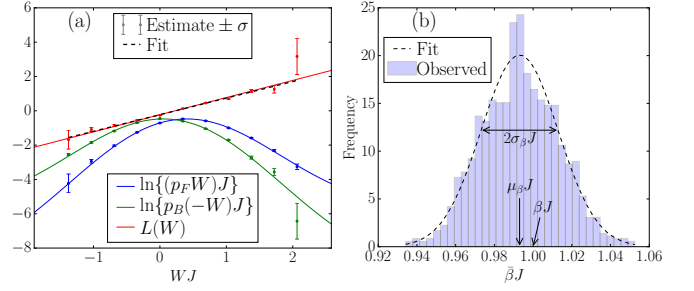 (a)
Estimate ± σ
Fit
6
4
2
0
−2
−4
−6
−8
ln{(p_F W)J}
ln{p_B(−W)J}
L(W)
−1
0
1
2
WJ
(b)
Fit
Observed
25
20
15
10
5
0
Frequency
2σ_βJ
μ_βJ
βJ
0.92
0.94
0.96
0.98
1.00
1.02
1.04
1.06
β̄J